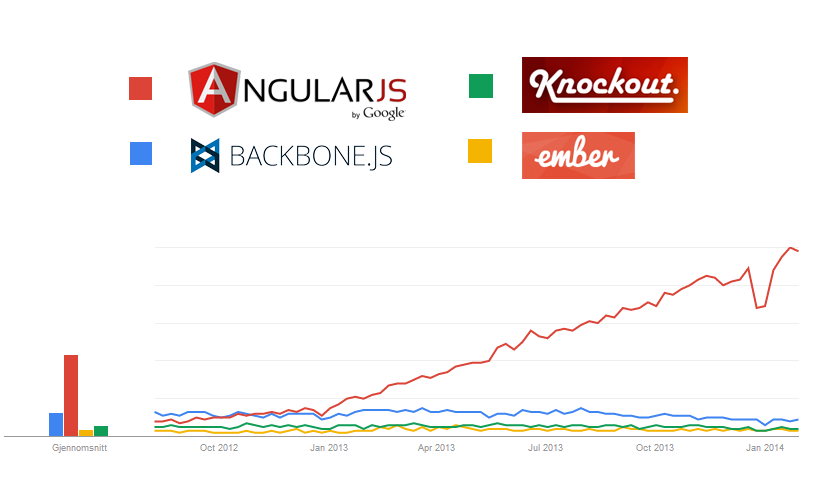 ANGULARJS
by Google
Knockout.
BACKBONE.JS
ember
Gjennomsnitt
Oct 2012
Jan 2013
Apr 2013
Jul 2013
Oct 2013
Jan 2014